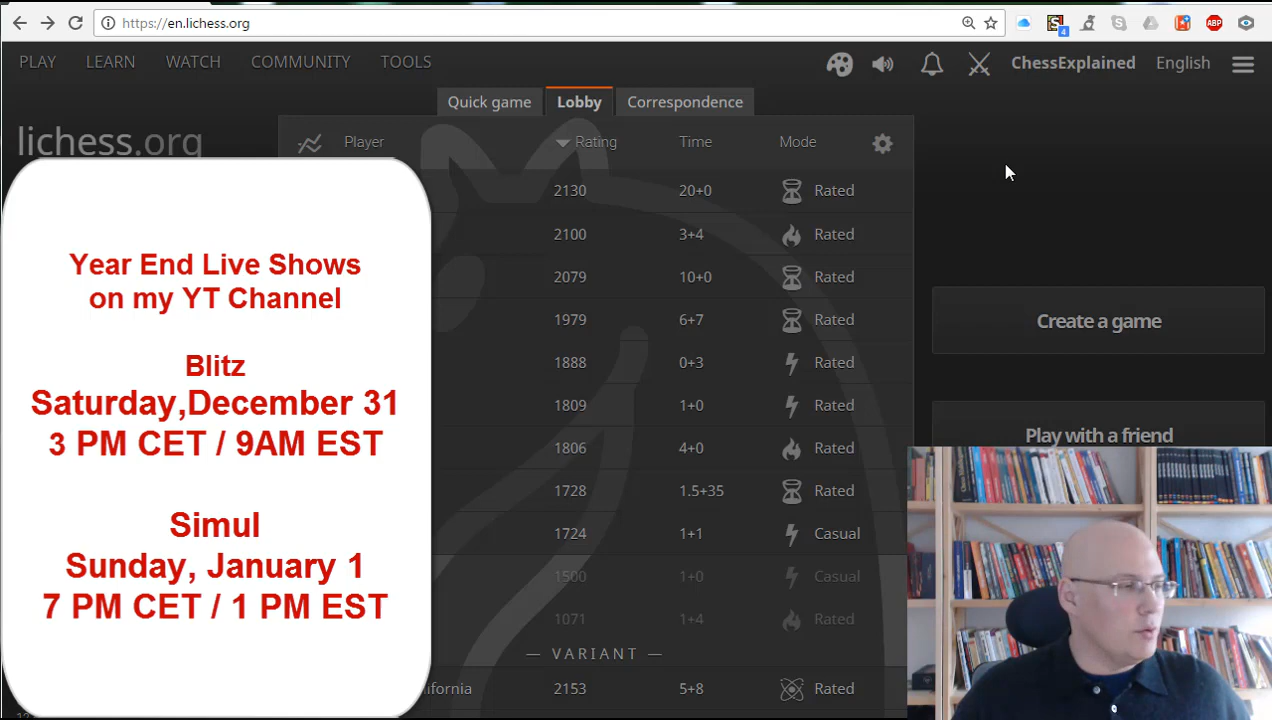 https://en.lichess.org
4
ABP
PLAY LEARN WATCH COMMUNITY TOOLS
ChessExplained English
Quick game Lobby Correspondence
lichess.org
Player Rating Time Mode
2130 20+0 Rated
2100 3+4 Rated
2079 10+0 Rated
1979 6+7 Rated
1888 0+3 Rated
1809 1+0 Rated
1806 4+0 Rated
1728 1.5+35 Rated
1724 1+1 Casual
1500 1+0 Casual
1071 1+4 Rated
— VARIANT —
ifornia 2153 5+8 Rated
Create a game
Play with a friend
Year End Live Shows
on my YT Channel
Blitz
Saturday,December 31
3 PM CET / 9AM EST
Simul
Sunday, January 1
7 PM CET / 1 PM EST